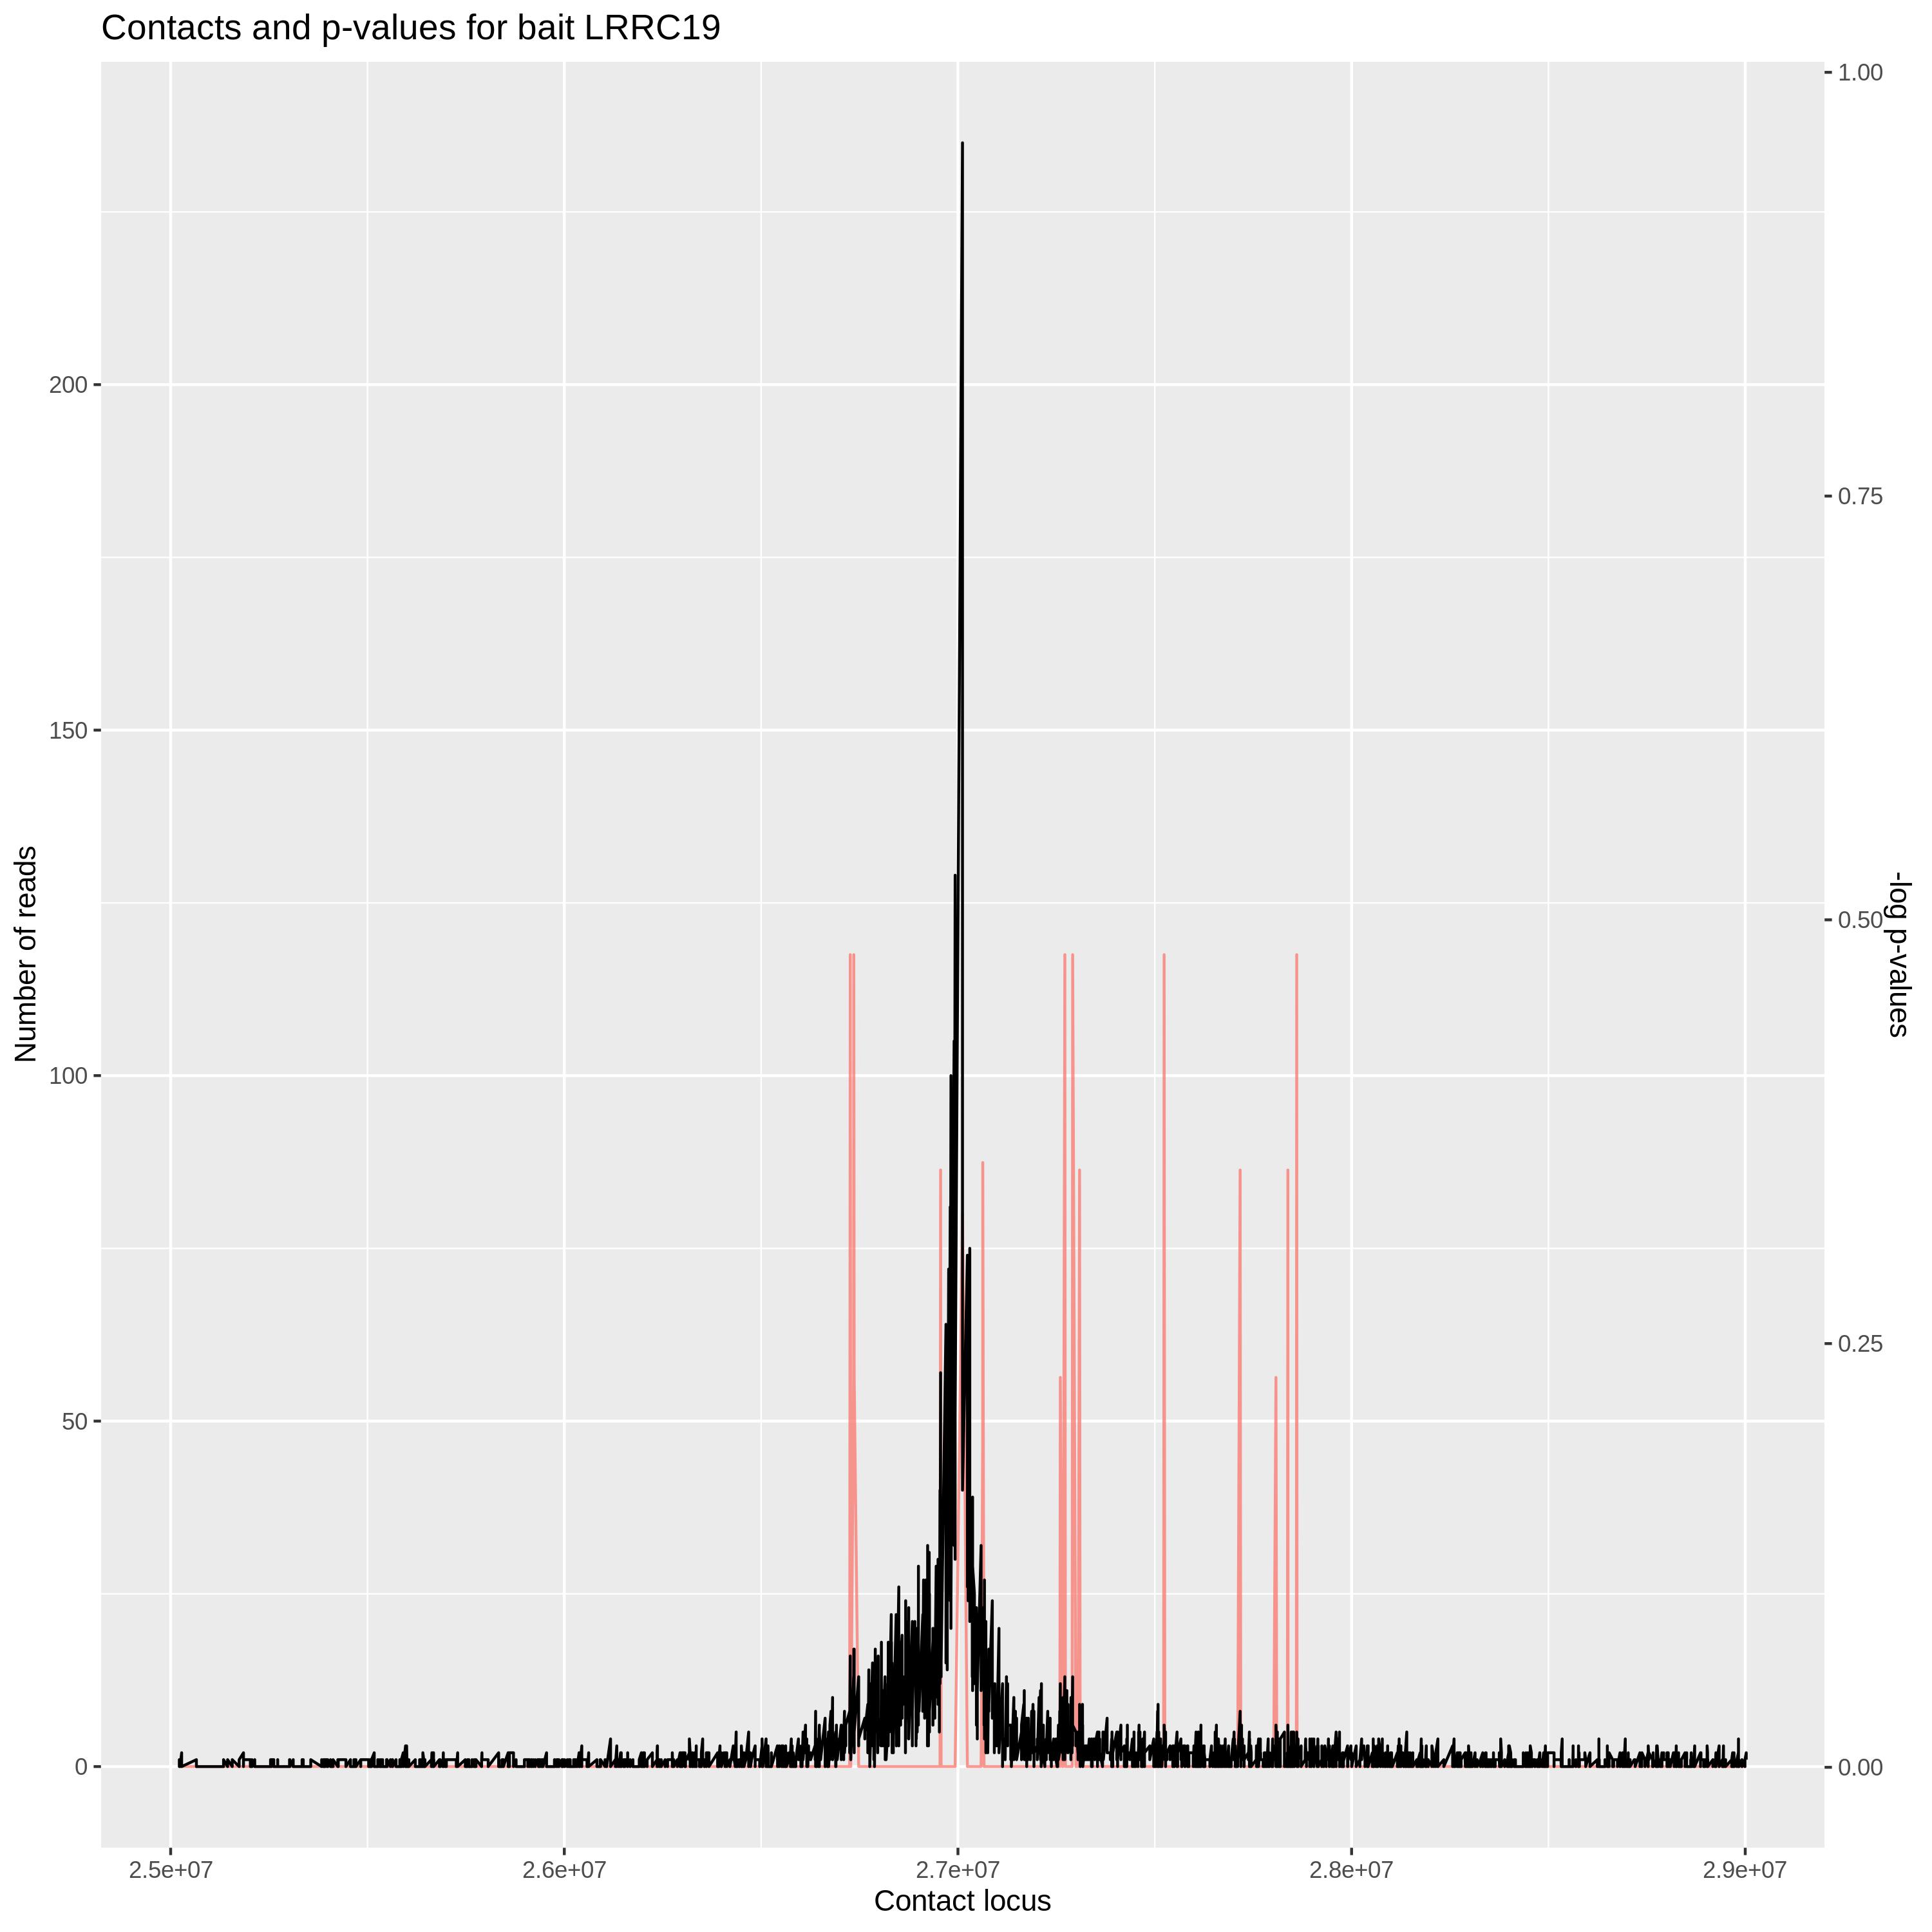 Contacts and p-values for bait LRRC19
1.00
200
0.75
150
Number of reads
0.50
-log p-values
100
0.25
50
0
0.00
2.5e+07
2.6e+07
2.7e+07
2.8e+07
2.9e+07
Contact locus